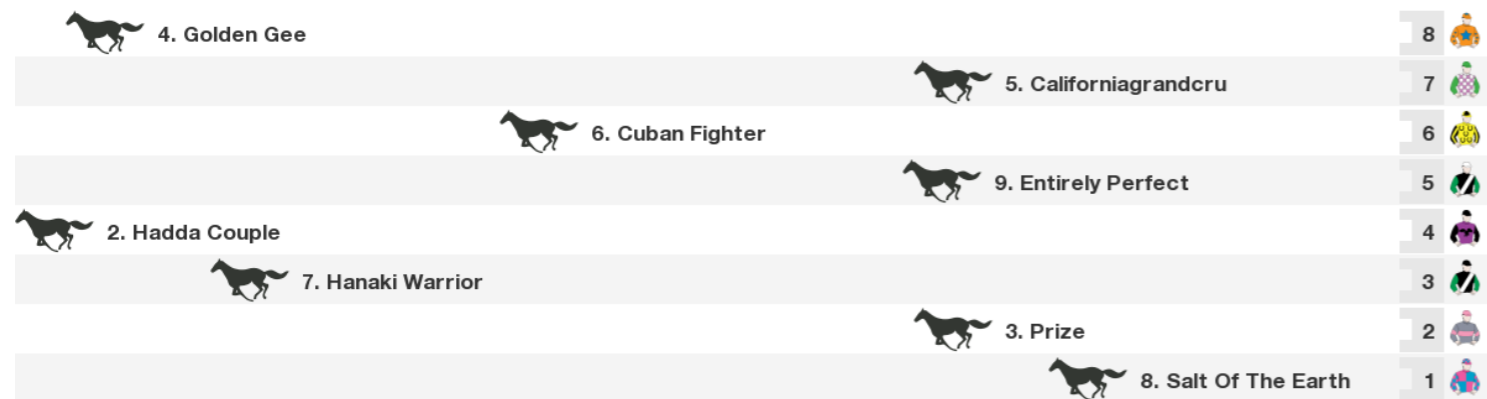 4. Golden Gee 8
5. Californiagrandcru 7
6. Cuban Fighter 6
9. Entirely Perfect 5
2. Hadda Couple 4
7. Hanaki Warrior 3
3. Prize 2
8. Salt Of The Earth 1